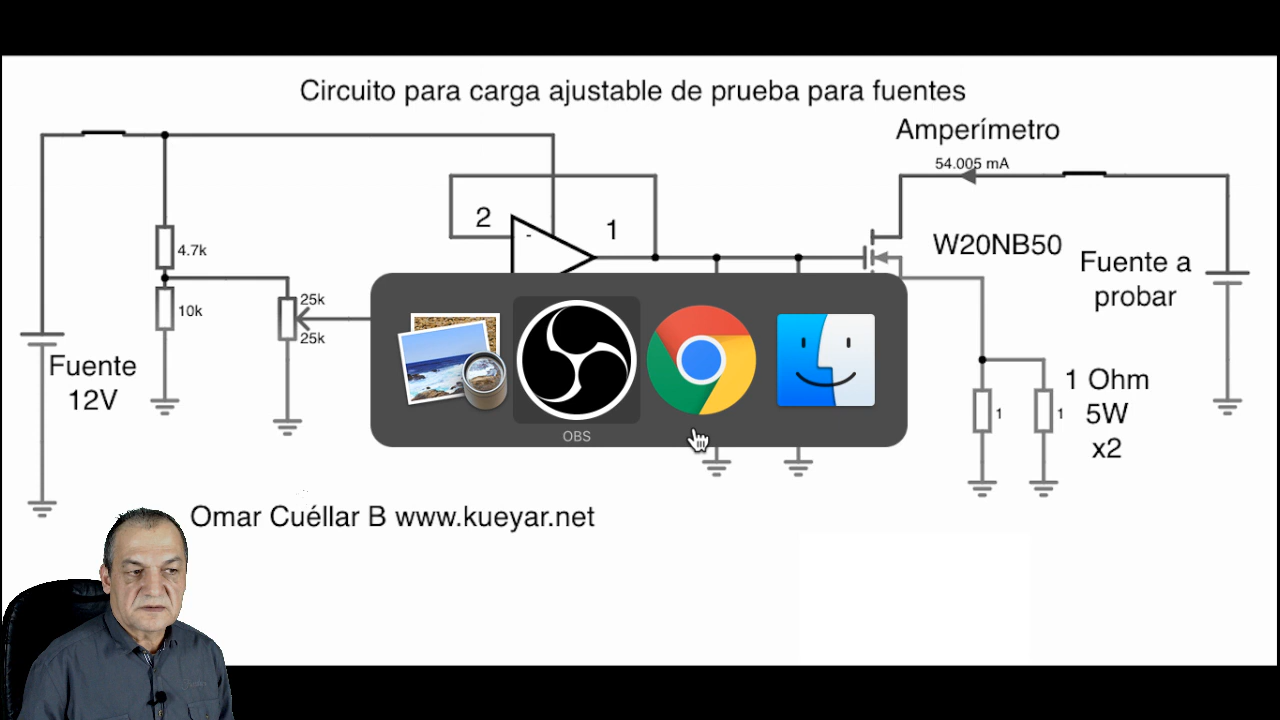 Circuito para carga ajustable de prueba para fuentes
Amperímetro
54.005 mA
2
1
-
4.7k
W20NB50
Fuente a
probar
10k
25k
25k
Fuente
12V
1 Ohm
5W
x2
1
1
OBS
Omar Cuéllar B www.kueyar.net